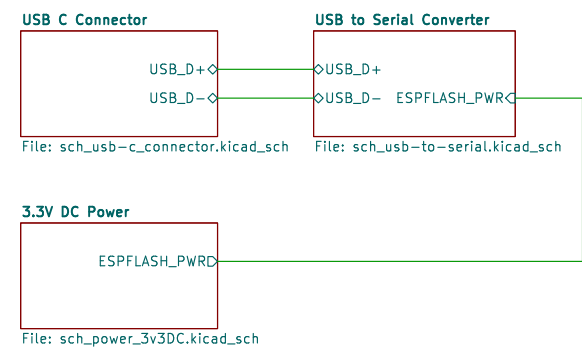 USB C Connector
USB_D+
USB_D-
File: sch_usb-c_connector.kicad_sch
USB to Serial Converter
USB_D+
USB_D- ESPFLASH_PWR
File: sch_usb-to-serial.kicad_sch
3.3V DC Power
ESPFLASH_PWR
File: sch_power_3v3DC.kicad_sch